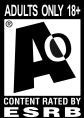 ADULTS ONLY 18+
AO
®
CONTENT RATED BY
ESRB